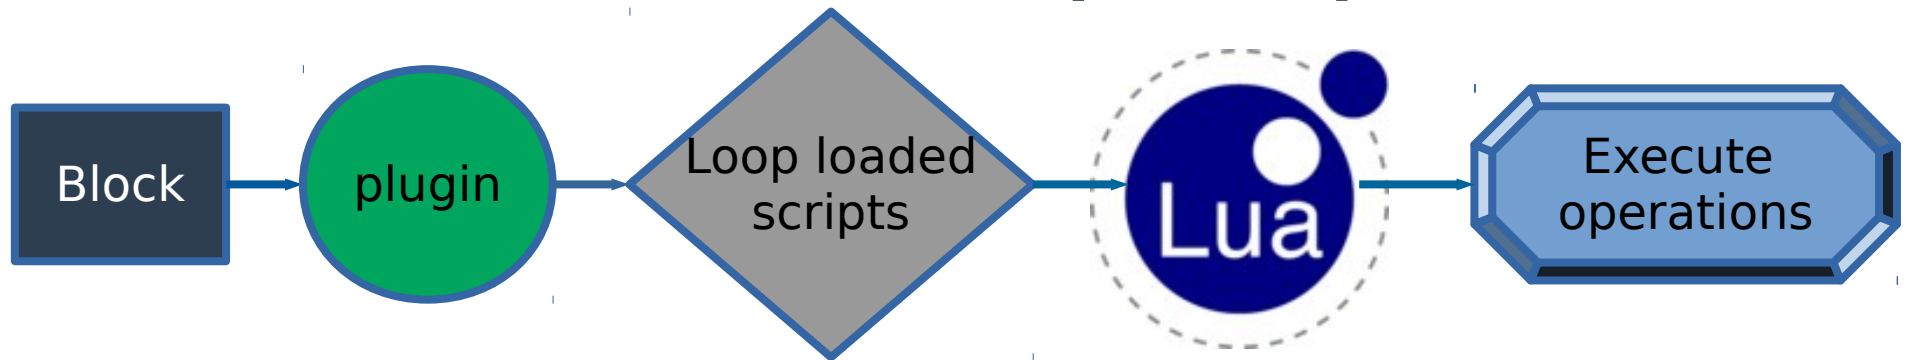 Block
plugin
Loop loaded
scripts
Lua
Execute
operations